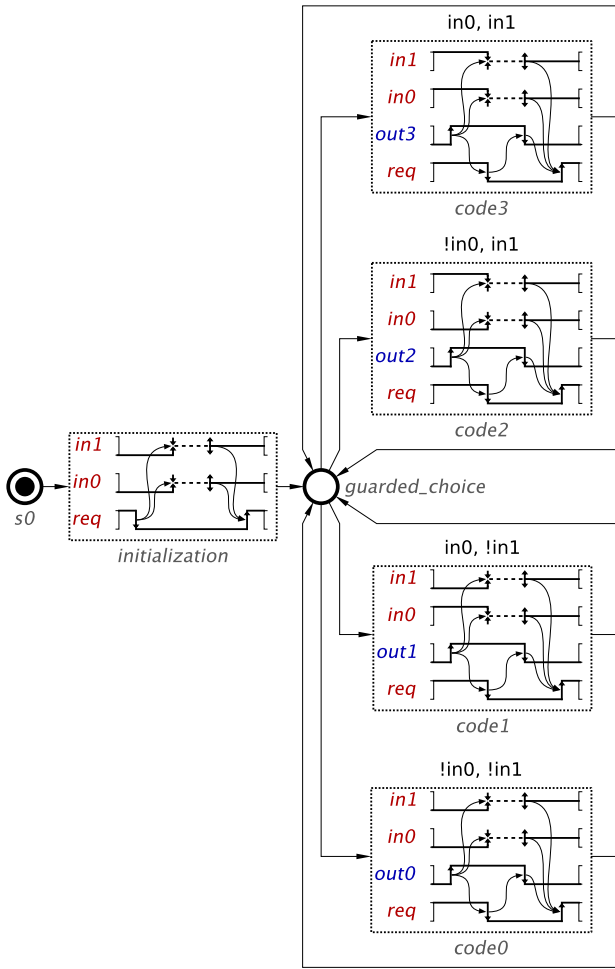 in0, in1
in1
in0
out3
req
code3
!in0, in1
in1
in0
out2
req
code2
in1
in0
req
s0
initialization
guarded_choice
in0, !in1
in1
in0
out1
req
code1
!in0, !in1
in1
in0
out0
req
code0